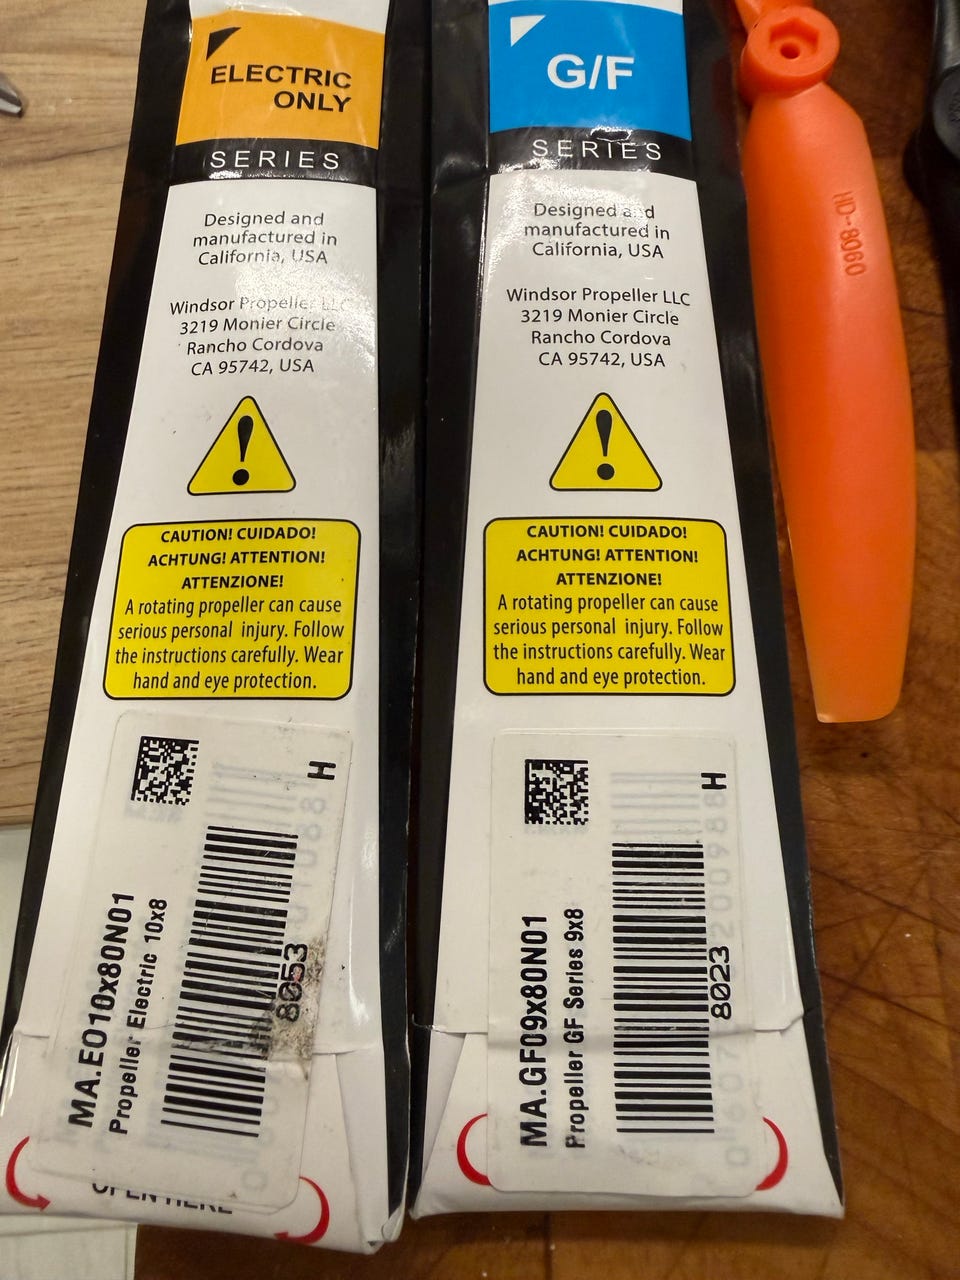 ELECTRIC
ONLY
SERIES
Designed and
manufactured in
California, USA
Windsor Propeller LLC
3219 Monier Circle
Rancho Cordova
CA 95742, USA
CAUTION! CUIDADO!
ACHTUNG! ATTENTION!
ATTENZIONE!
A rotating propeller can cause
serious personal injury. Follow
the instructions carefully. Wear
hand and eye protection.
H
MA.EO10x80N01
Propeller Electric 10x8
8053
OPEN HERE
G/F
SERIES
Designed and
manufactured in
California, USA
Windsor Propeller LLC
3219 Monier Circle
Rancho Cordova
CA 95742, USA
CAUTION! CUIDADO!
ACHTUNG! ATTENTION!
ATTENZIONE!
A rotating propeller can cause
serious personal injury. Follow
the instructions carefully. Wear
hand and eye protection.
H
MA.GF09x80N01
Propeller GF Series 9x8
8023
HD-8060